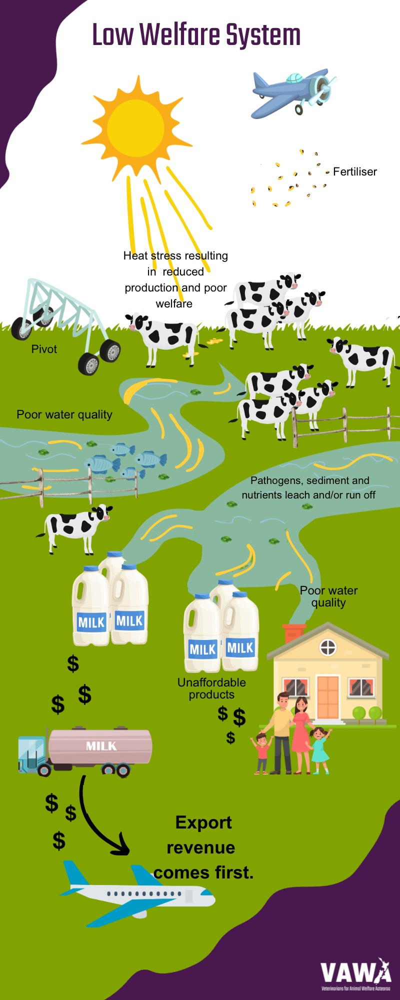 Low Welfare System
Fertiliser
Heat stress resulting
in reduced
production and poor
welfare
Pivot
Poor water quality
Pathogens, sediment and
nutrients leach and/or run off
Poor water
quality
MILK MILK
MILK MILK
$
$
$
Unaffordable
products
$ $
$
MILK
$
$
$
Export
revenue
comes first.
VAWA
Veterinarians for Animal Welfare Aotearoa